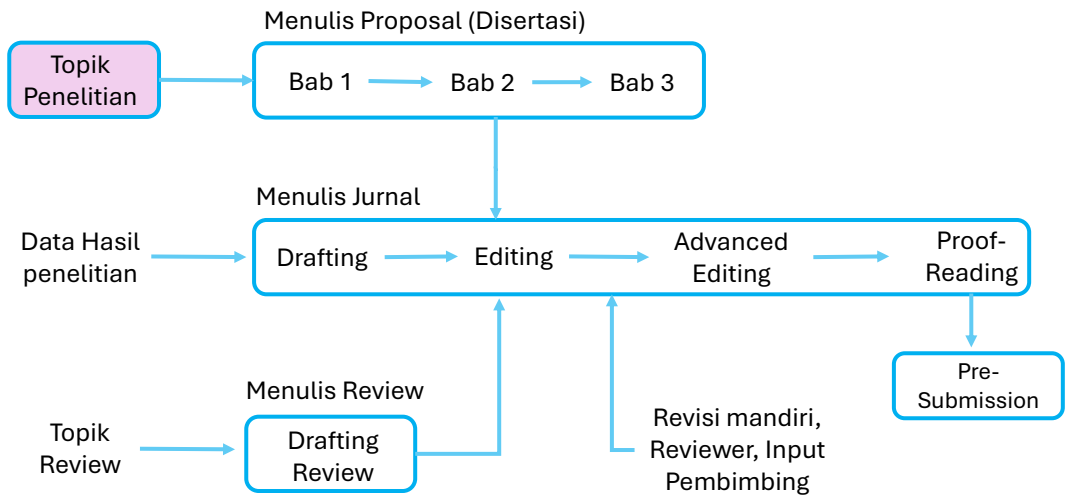 Menulis Proposal (Disertasi)
Topik
Penelitian
Bab 1
Bab 2
Bab 3
Menulis Jurnal
Data Hasil
penelitian
Drafting
Editing
Advanced
Editing
Proof-
Reading
Pre-
Submission
Menulis Review
Topik
Review
Drafting
Review
Revisi mandiri,
Reviewer, Input
Pembimbing